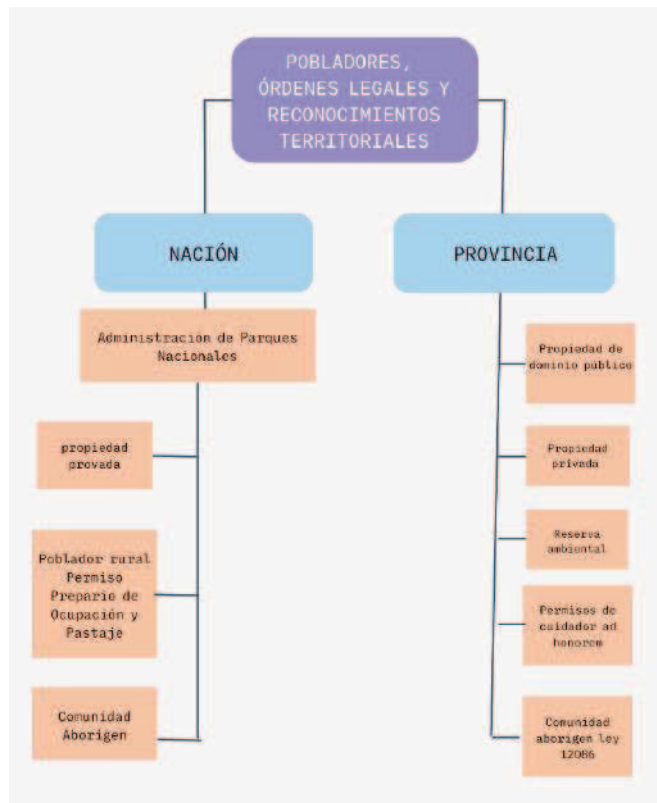 POBLADORES,
ÓRDENES LEGALES Y
RECONOCIMIENTOS
TERRITORIALES
NACIÓN
Administración de Parques
Nacionales
propiedad
provada
Poblador rural
Permiso
Prepario de
Ocupación y
Pastaje
Comunidad
Aborigen
PROVINCIA
Propiedad de
dominio público
Propiedad
privada
Reserva
ambiental
Permisos de
cuidador ad
honorem
Comunidad
aborigen ley
12086